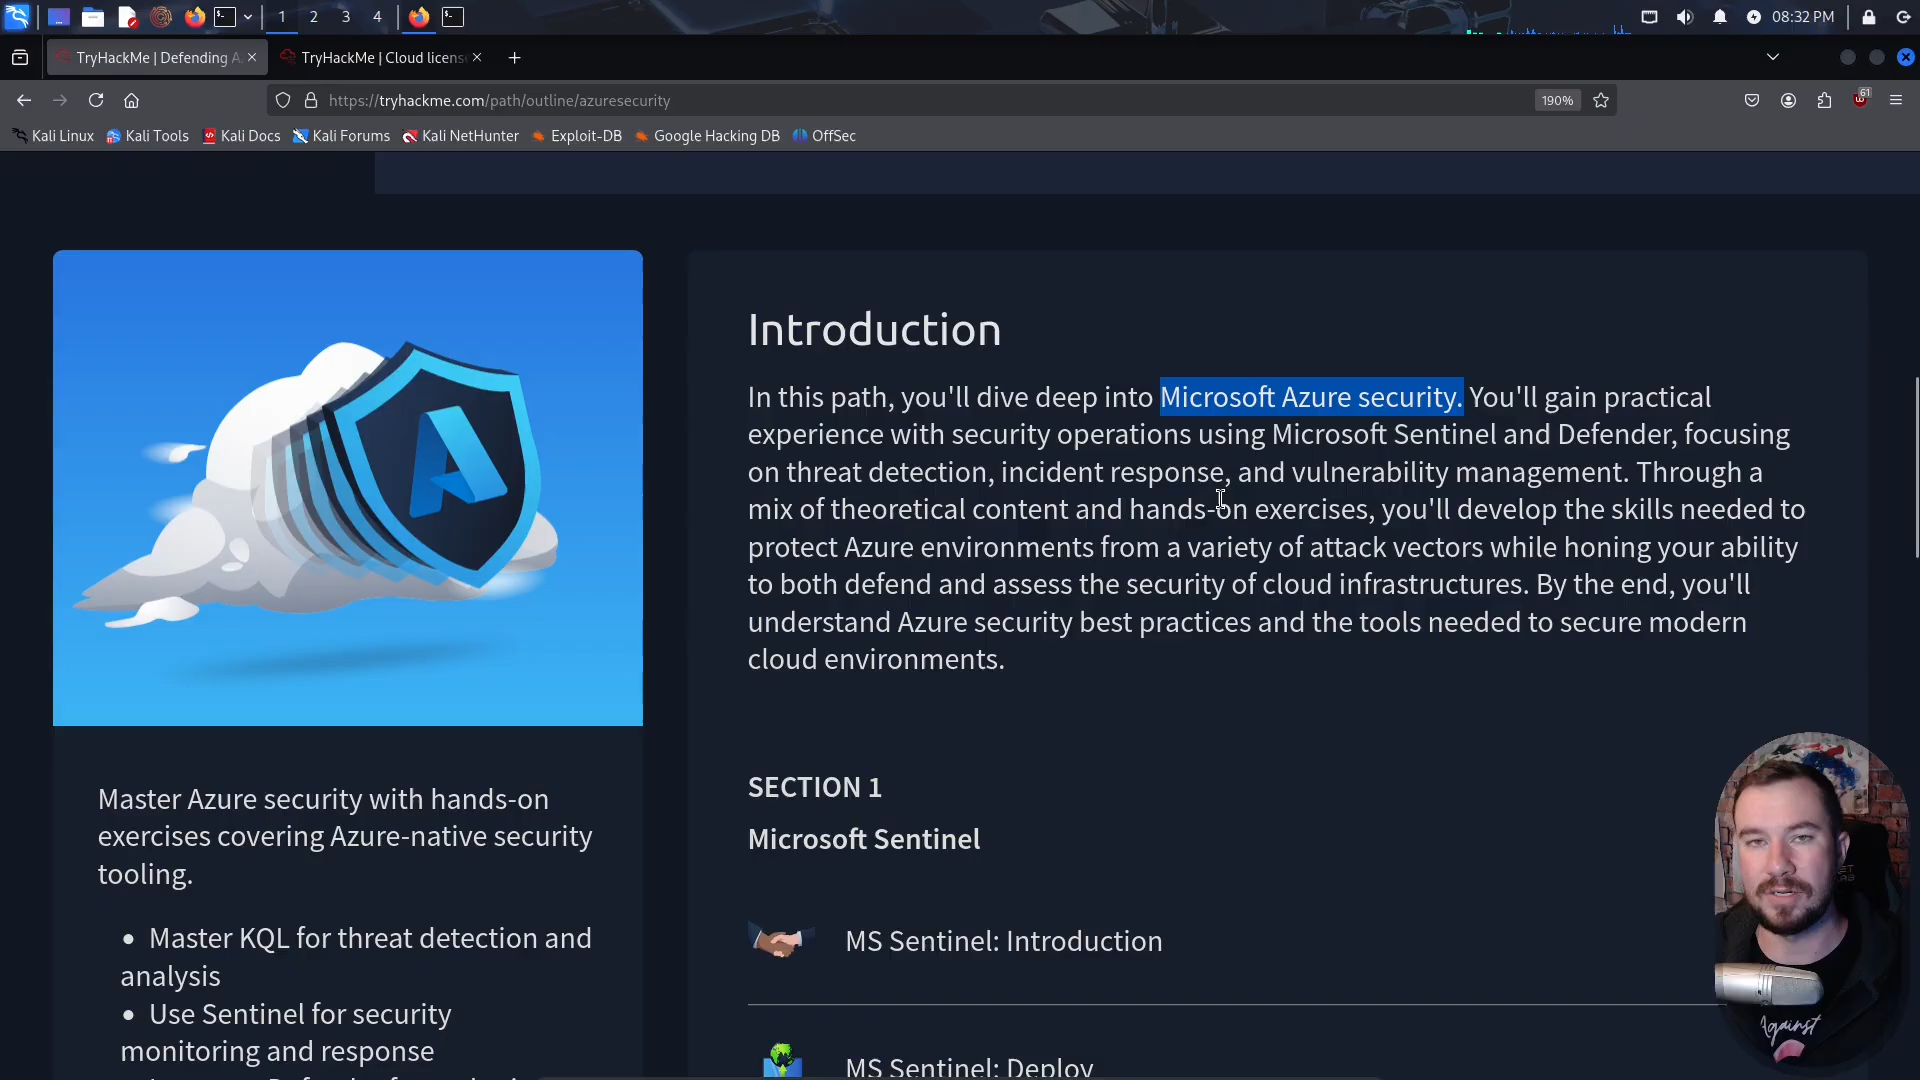 1 2 3 4 08:32 PM
TryHackMe | Defending A
TryHackMe | Cloud licens
https://tryhackme.com/path/outline/azuresecurity 190% 61
Kali Linux Kali Tools Kali Docs Kali Forums Kali NetHunter Exploit-DB Google Hacking DB OffSec
Introduction
In this path, you'll dive deep into Microsoft Azure security. You'll gain practical
experience with security operations using Microsoft Sentinel and Defender, focusing
on threat detection, incident response, and vulnerability management. Through a
mix of theoretical content and hands-on exercises, you'll develop the skills needed to
protect Azure environments from a variety of attack vectors while honing your ability
to both defend and assess the security of cloud infrastructures. By the end, you'll
understand Azure security best practices and the tools needed to secure modern
cloud environments.
SECTION 1
Microsoft Sentinel
MS Sentinel: Introduction
MS Sentinel: Deploy
Master Azure security with hands-on
exercises covering Azure-native security
tooling.
• Master KQL for threat detection and
analysis
• Use Sentinel for security
monitoring and response
Against